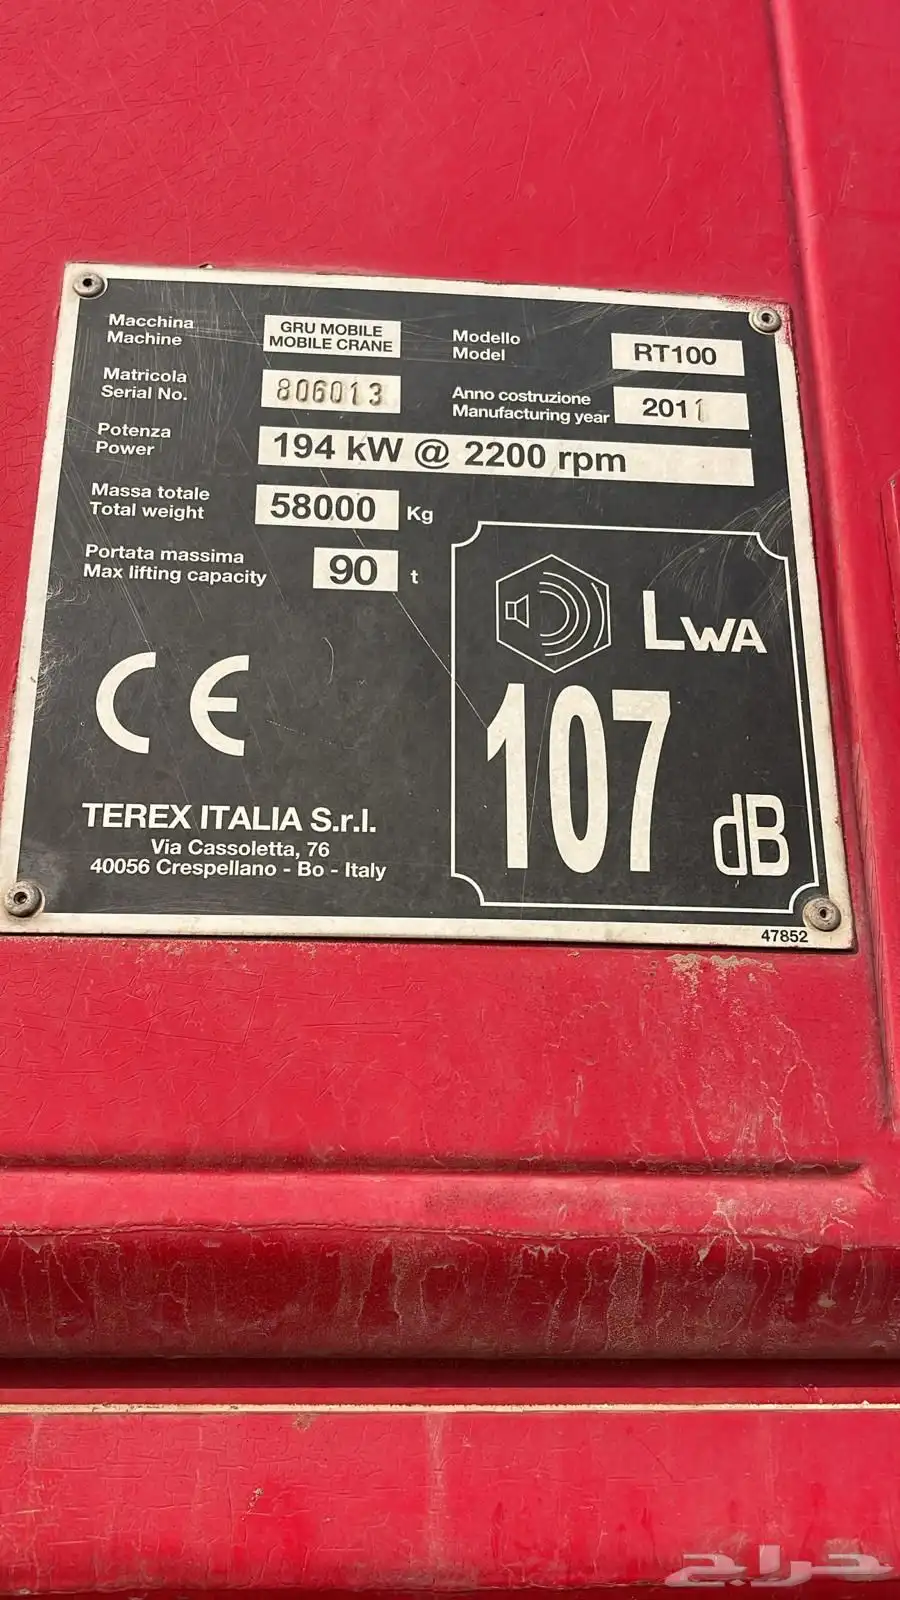 Macchina
Machine
GRU MOBILE
MOBILE CRANE
Modello
Model
RT100
Matricola
Serial No.
806013
Anno costruzione
Manufacturing year
2011
Potenza
Power
194 kW @ 2200 rpm
Massa totale
Total weight
58000 Kg
Portata massima
Max lifting capacity
90 t
CE
LWA
107
dB
TEREX ITALIA S.r.l.
Via Cassoletta, 76
40056 Crespellano - Bo - Italy
47852
حراج